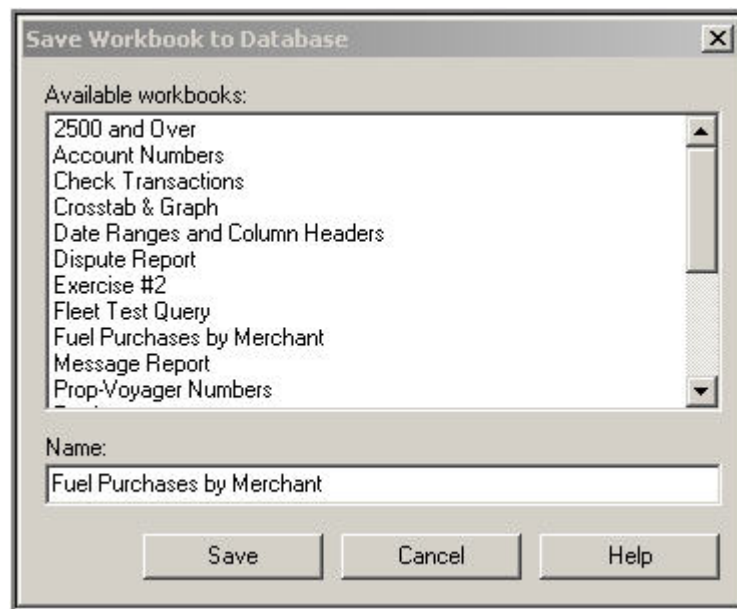 Save Workbook to Database
Available workbooks:
2500 and Over
Account Numbers
Check Transactions
Crosstab & Graph
Date Ranges and Column Headers
Dispute Report
Exercise #2
Fleet Test Query
Fuel Purchases by Merchant
Message Report
Prop-Voyager Numbers
Name:
Fuel Purchases by Merchant
Save
Cancel
Help